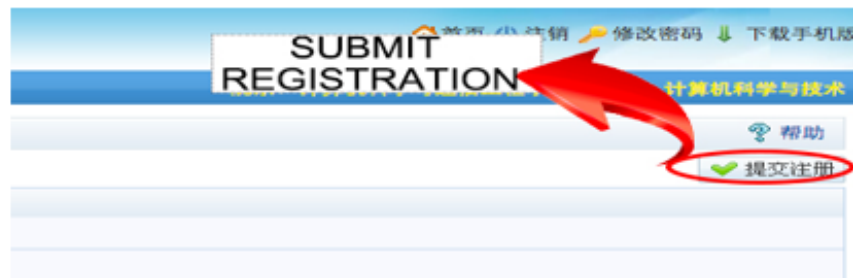 首页 注销 修改密码 下载手机版
SUBMIT
REGISTRATION
计算机科学与技术
帮助
提交注册